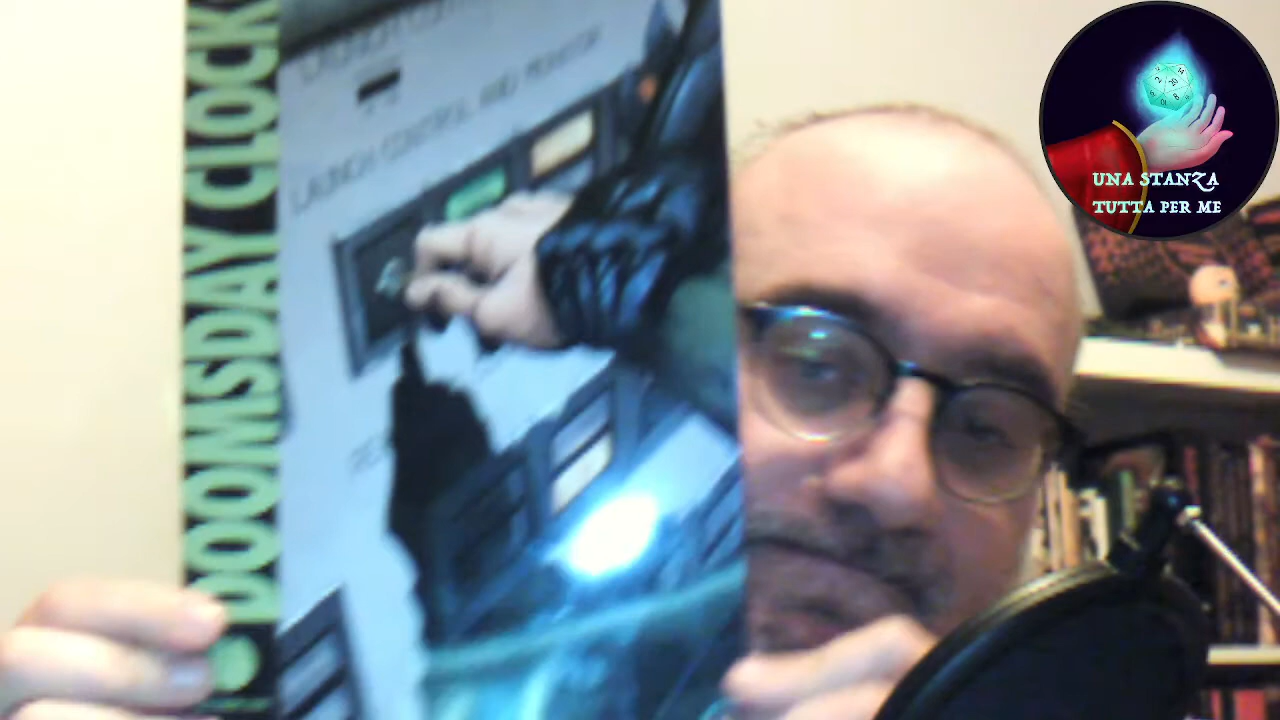 DOOMSDAY CLOCK
LAUNCH CONTROL AND MONITOR
UNA STANZA
TUTTA PER ME